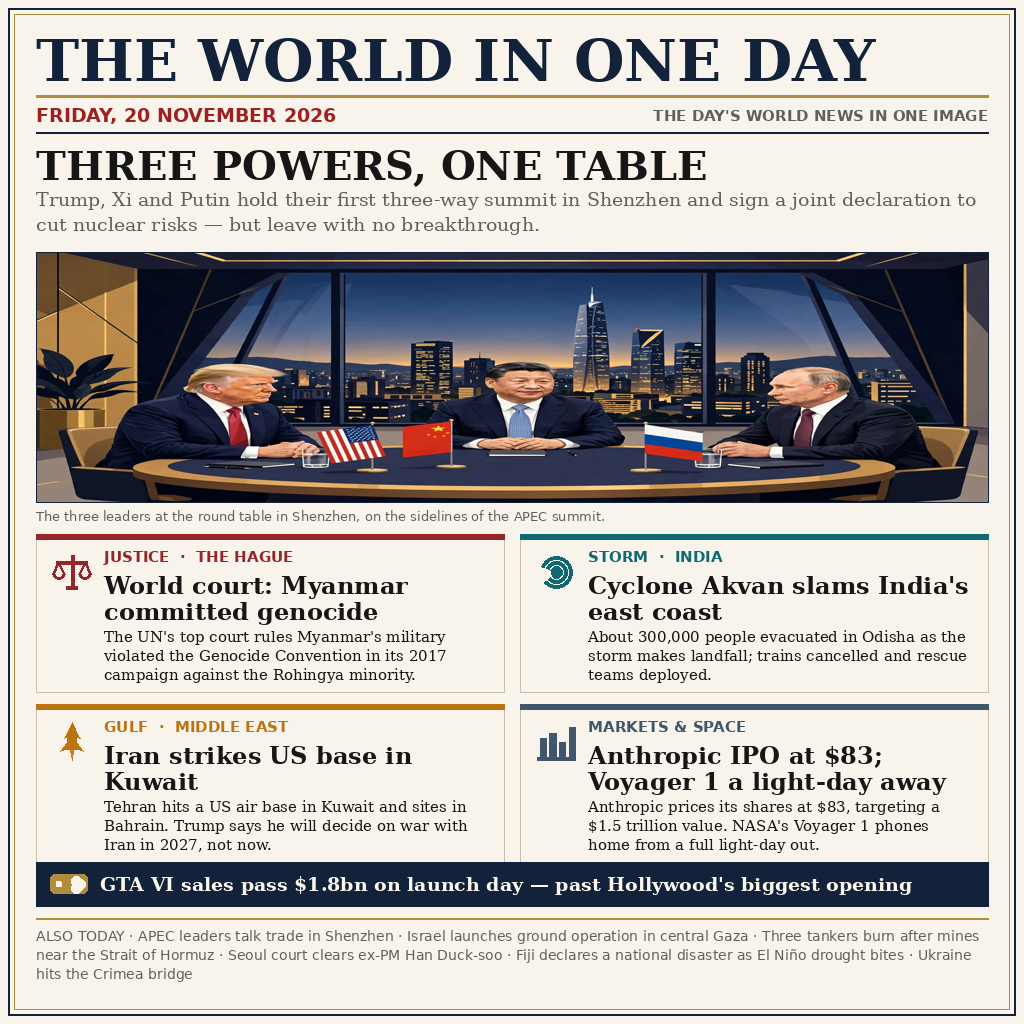 THE WORLD IN ONE DAY
FRIDAY, 20 NOVEMBER 2026
THE DAY'S WORLD NEWS IN ONE IMAGE
THREE POWERS, ONE TABLE
Trump, Xi and Putin hold their first three-way summit in Shenzhen and sign a joint declaration to
cut nuclear risks — but leave with no breakthrough.
The three leaders at the round table in Shenzhen, on the sidelines of the APEC summit.
JUSTICE · THE HAGUE
World court: Myanmar
committed genocide
The UN's top court rules Myanmar's military
violated the Genocide Convention in its 2017
campaign against the Rohingya minority.
STORM · INDIA
Cyclone Akvan slams India's
east coast
About 300,000 people evacuated in Odisha as the
storm makes landfall; trains cancelled and rescue
teams deployed.
GULF · MIDDLE EAST
Iran strikes US base in
Kuwait
Tehran hits a US air base in Kuwait and sites in
Bahrain. Trump says he will decide on war with
Iran in 2027, not now.
MARKETS & SPACE
Anthropic IPO at $83;
Voyager 1 a light-day away
Anthropic prices its shares at $83, targeting a
$1.5 trillion value. NASA's Voyager 1 phones
home from a full light-day out.
GTA VI sales pass $1.8bn on launch day — past Hollywood's biggest opening
ALSO TODAY · APEC leaders talk trade in Shenzhen · Israel launches ground operation in central Gaza · Three tankers burn after mines
near the Strait of Hormuz · Seoul court clears ex-PM Han Duck-soo · Fiji declares a national disaster as El Niño drought bites · Ukraine
hits the Crimea bridge